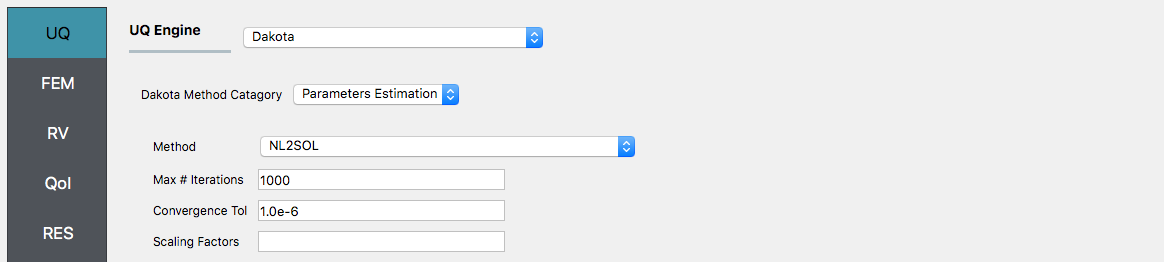 UQ
FEM
RV
QoI
RES
UQ Engine Dakota
Dakota Method Catagory Parameters Estimation
Method NL2SOL
Max # Iterations 1000
Convergence Tol 1.0e-6
Scaling Factors